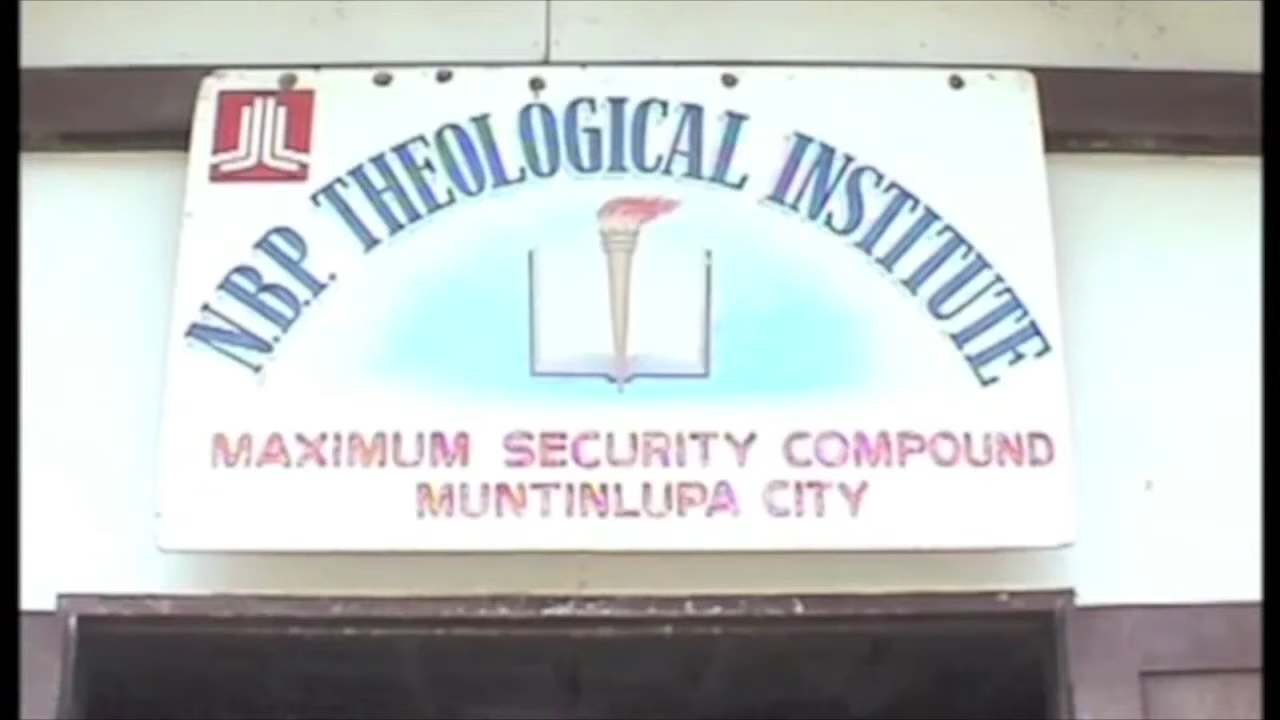 N.B.P. THEOLOGICAL INSTITUTE
MAXIMUM SECURITY COMPOUND
MUNTINLUPA CITY